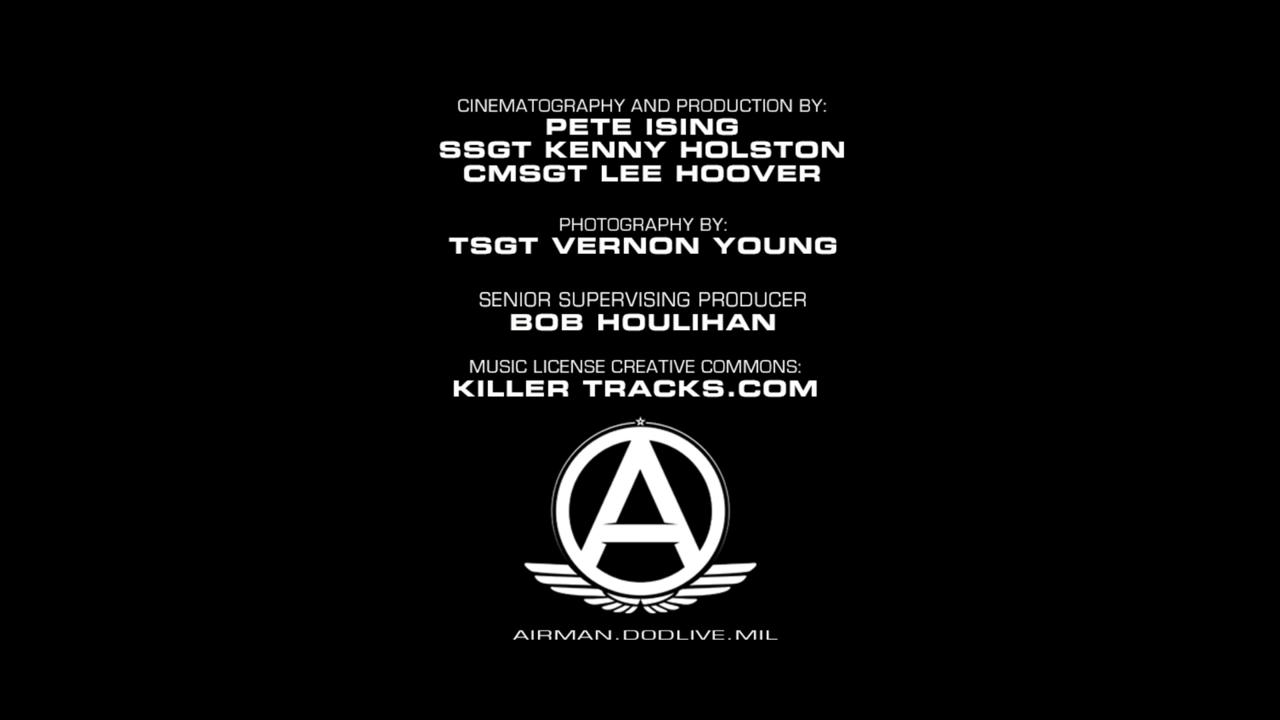 CINEMATOGRAPHY AND PRODUCTION BY:
PETE ISING
SSGT KENNY HOLSTON
CMSGT LEE HOOVER
PHOTOGRAPHY BY:
TSGT VERNON YOUNG
SENIOR SUPERVISING PRODUCER
BOB HOULIHAN
MUSIC LICENSE CREATIVE COMMONS:
KILLER TRACKS.COM
A
AIRMAN.DODLIVE.MIL